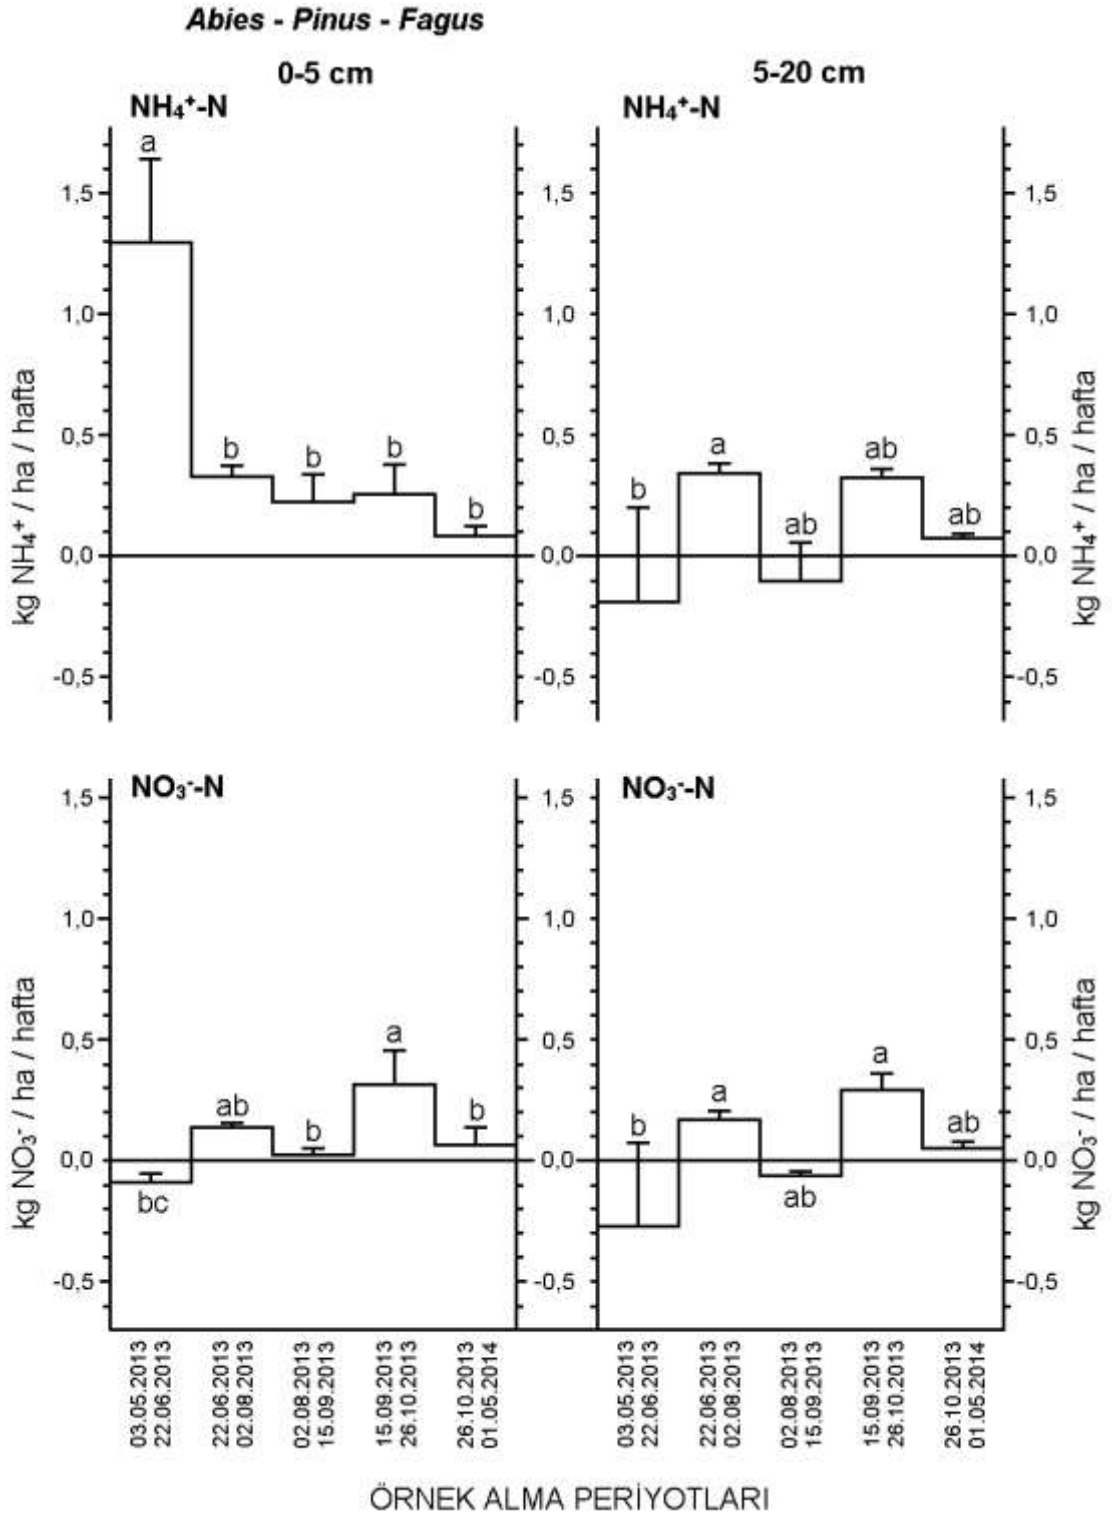 Abies - Pinus - Fagus
0-5 cm
5-20 cm
NH₄⁺-N
NH₄⁺-N
a
1,5
1,5
1,5
1,0
1,0
1,0
0,5
0,5
0,5
b
b
b
b
b
a
ab
ab
ab
0,0
0,0
0,0
-0,5
-0,5
-0,5
kg NH₄⁺ / ha / hafta
kg NH₄⁺ / ha / hafta
NO₃⁻-N
NO₃⁻-N
1,5
1,5
1,5
1,0
1,0
1,0
0,5
0,5
0,5
bc
ab
b
a
b
b
a
ab
a
ab
0,0
0,0
0,0
-0,5
-0,5
-0,5
kg NO₃⁻ / ha / hafta
kg NO₃⁻ / ha / hafta
03.05.2013
22.06.2013
22.06.2013
02.08.2013
02.08.2013
15.09.2013
15.09.2013
26.10.2013
26.10.2013
01.05.2014
03.05.2013
22.06.2013
22.06.2013
02.08.2013
02.08.2013
15.09.2013
15.09.2013
26.10.2013
26.10.2013
01.05.2014
ÖRNEK ALMA PERİYOTLARI